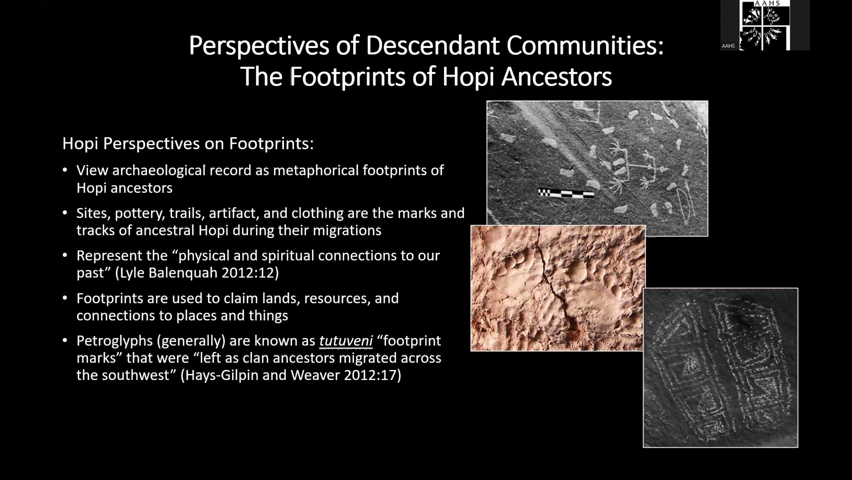 AAHS
AAHS
Perspectives of Descendant Communities:
The Footprints of Hopi Ancestors
Hopi Perspectives on Footprints:
• View archaeological record as metaphorical footprints of
Hopi ancestors
• Sites, pottery, trails, artifact, and clothing are the marks and
tracks of ancestral Hopi during their migrations
• Represent the “physical and spiritual connections to our
past” (Lyle Balenquah 2012:12)
• Footprints are used to claim lands, resources, and
connections to places and things
• Petroglyphs (generally) are known as tutuveni “footprint
marks” that were “left as clan ancestors migrated across
the southwest” (Hays-Gilpin and Weaver 2012:17)